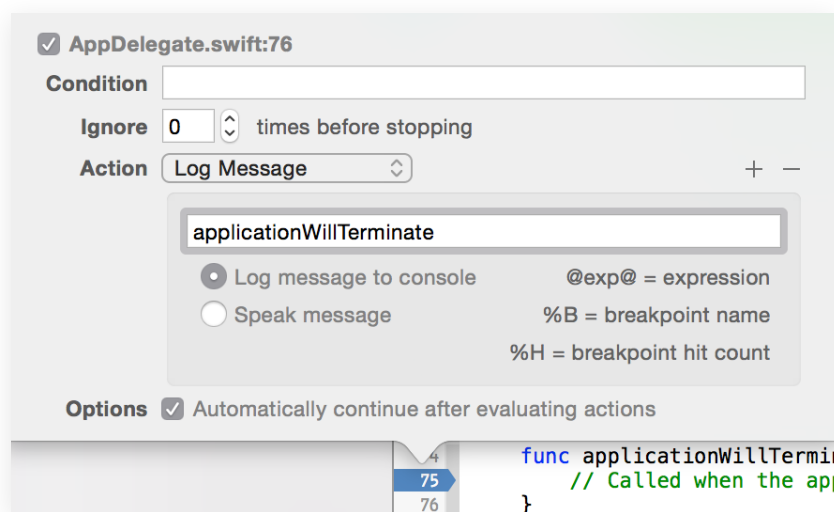 AppDelegate.swift:76
Condition
Ignore 0 times before stopping
Action Log Message + −
applicationWillTerminate
Log message to console @exp@ = expression
Speak message %B = breakpoint name
%H = breakpoint hit count
Options Automatically continue after evaluating actions
func applicationWillTermin
75 // Called when the app
76 }